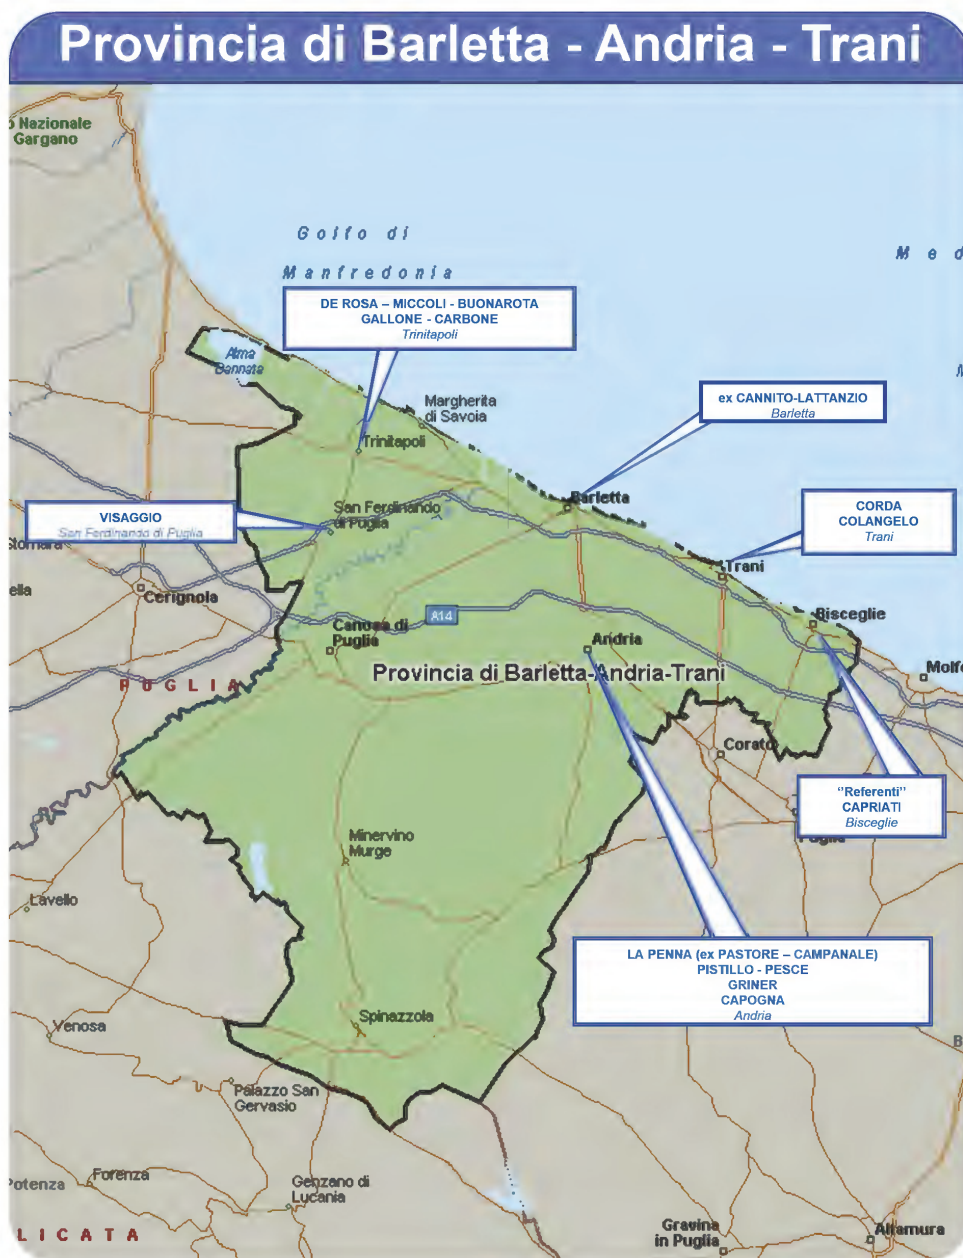 Provincia di Barletta - Andria - Trani
o Nazionale
Gargano
Golfo di
Manfredonia
Med
DE ROSA – MICCOLI - BUONAROTA
GALLONE - CARBONE
Trinitapoli
Margherita
di Savoia
ex CANNITO-LATTANZIO
Barletta
Trinitapoli
Barletta
San Ferdinando
di Puglia
VISAGGIO
San Ferdinando di Puglia
CORDA
COLANGELO
Trani
Stornara
Trani
ella
Cerignola
A14
Bisceglie
Canosa di
Puglia
Andria
Molfe
Provincia di Barletta-Andria-Trani
PUGLIA
Corato
"Referenti"
CAPRIATI
Bisceglie
Puglia
Minervino
Murge
Lavello
LA PENNA (ex PASTORE – CAMPANALE)
PISTILLO - PESCE
GRINER
CAPOGNA
Andria
Spinazzola
Venosa
B
Palazzo San
Gervasio
Forenza
Potenza
Genzano di
Lucania
LICATA
Gravina
in Puglia
Altamura